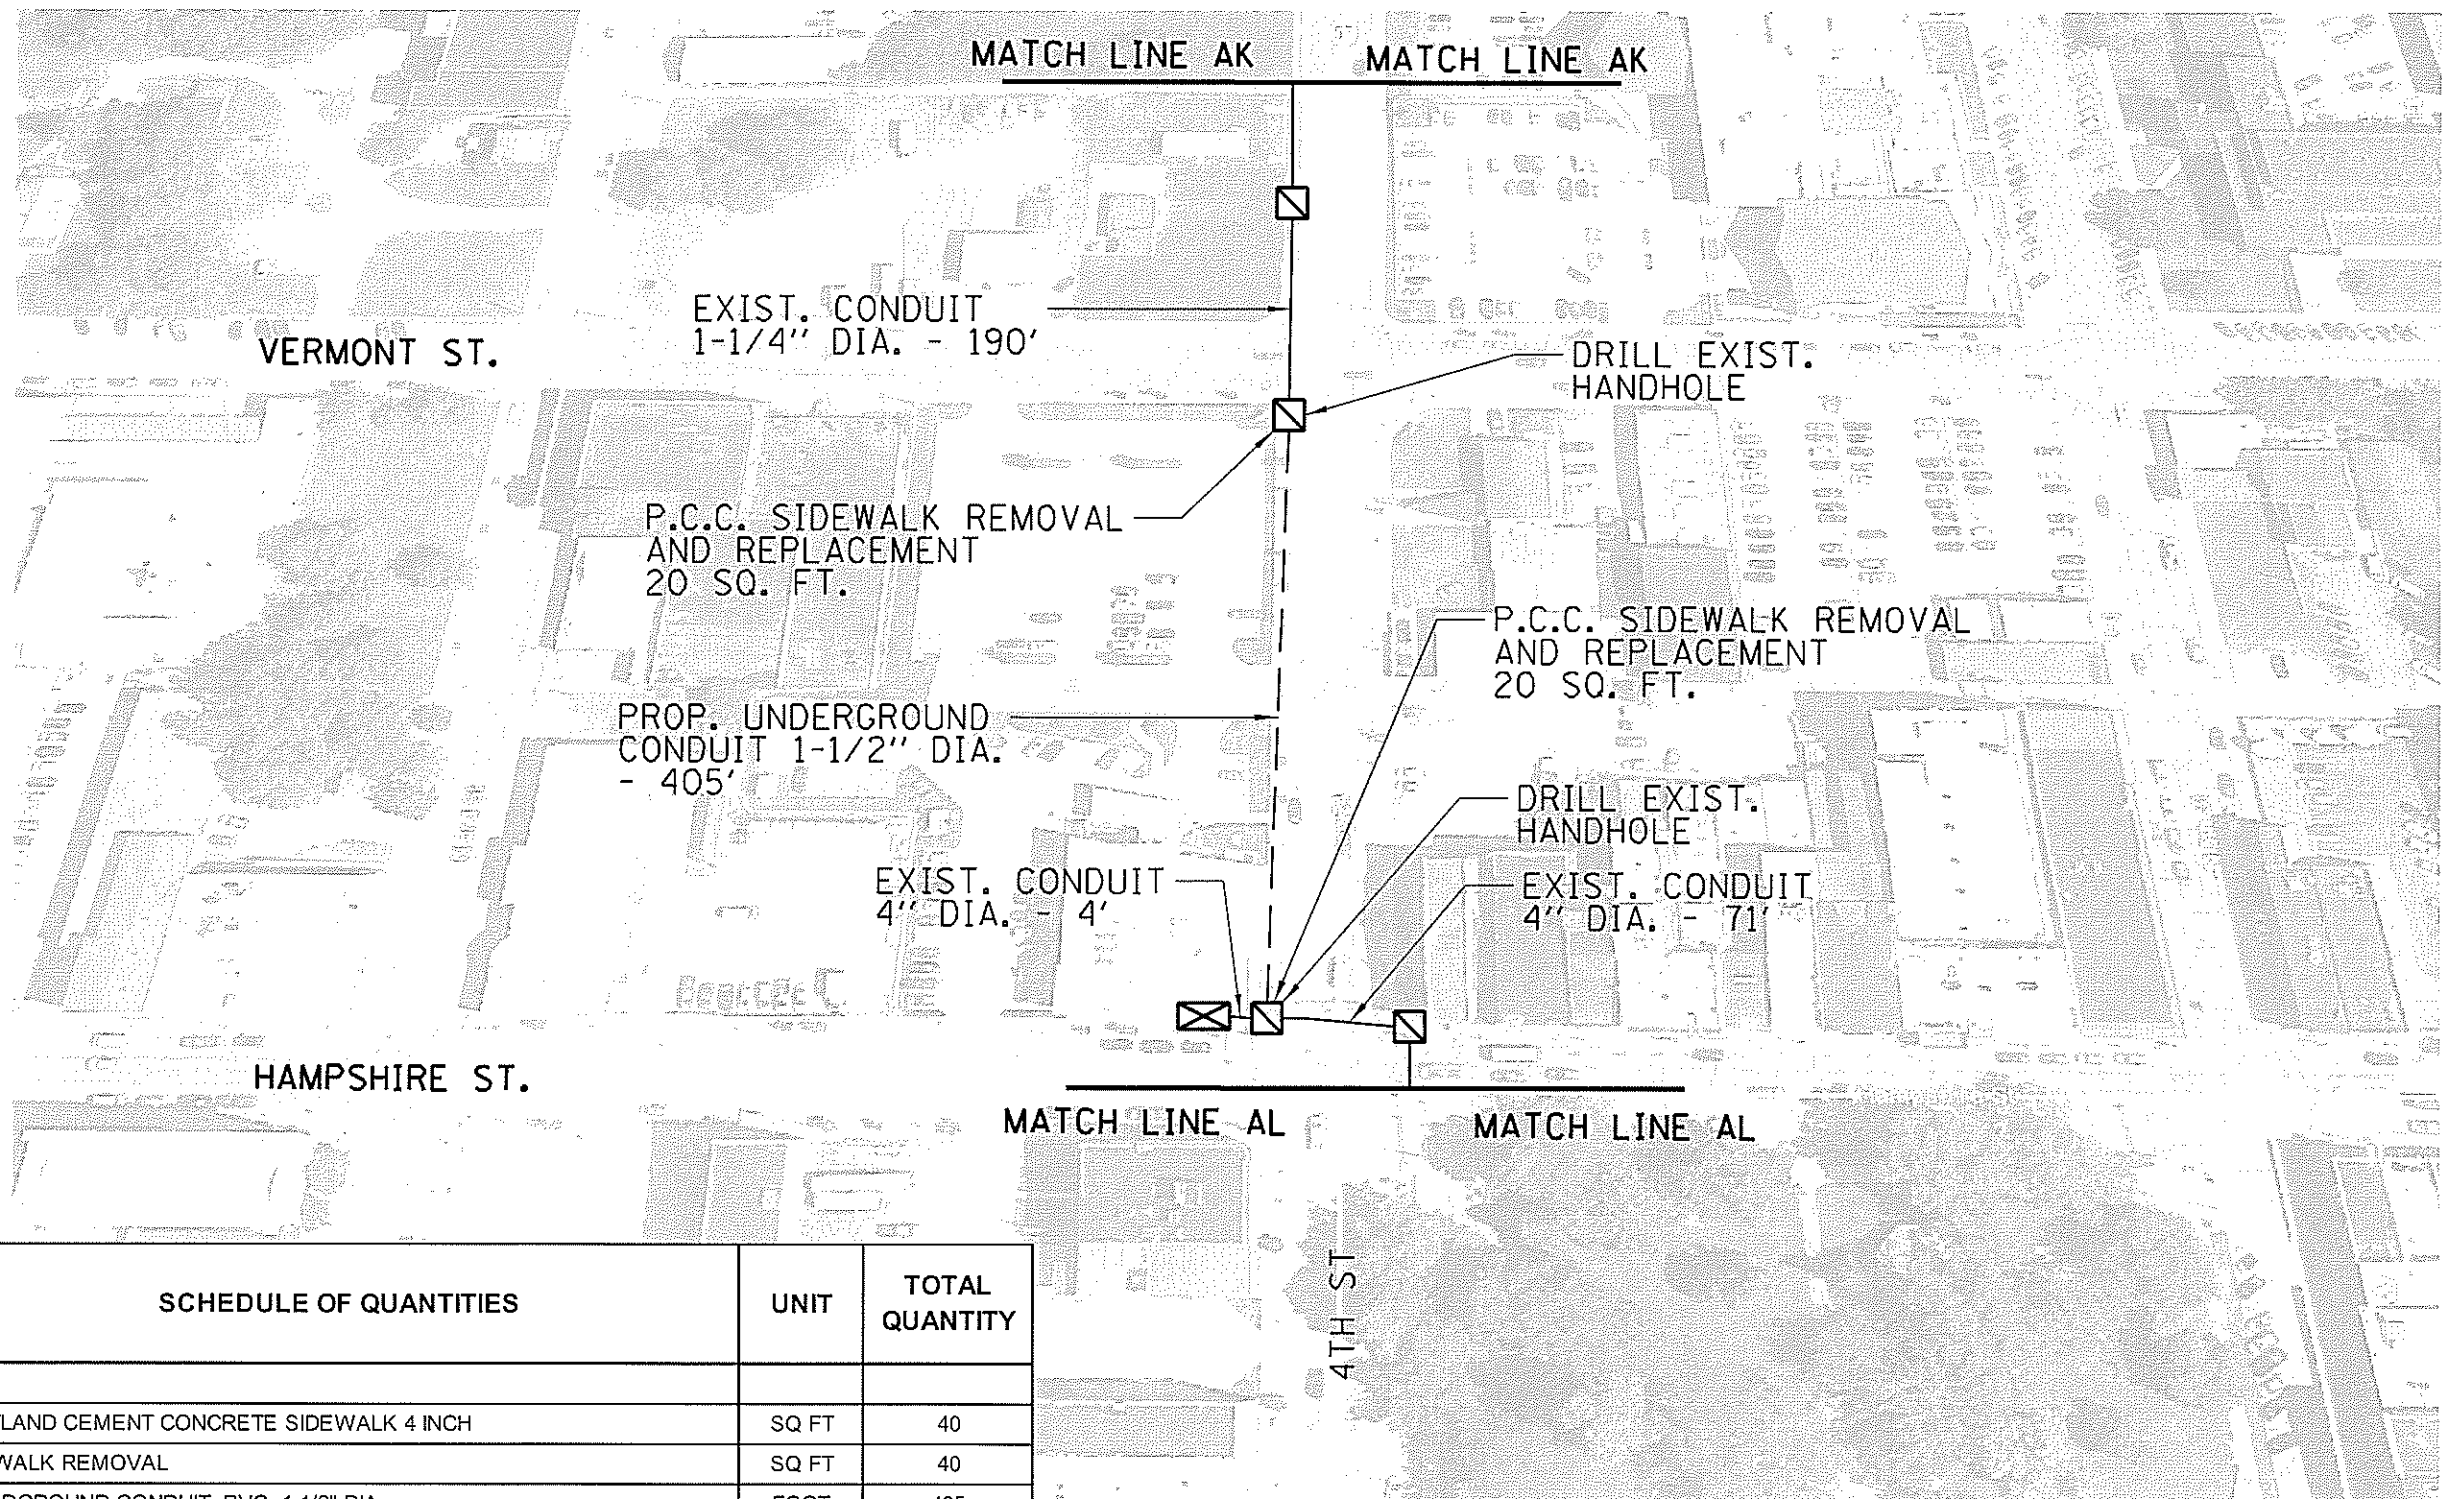 MATCH LINE AK
MATCH LINE AK
EXIST. CONDUIT
1-1/4" DIA. - 190'
VERMONT ST.
DRILL EXIST.
HANDHOLE
P.C.C. SIDEWALK REMOVAL
AND REPLACEMENT
20 SQ. FT.
P.C.C. SIDEWALK REMOVAL
AND REPLACEMENT
20 SQ. FT.
PROP. UNDERGROUND
CONDUIT 1-1/2" DIA.
- 405'
DRILL EXIST.
HANDHOLE
EXIST. CONDUIT
4" DIA. - 4'
EXIST. CONDUIT
4" DIA. - 71'
HAMPSHIRE ST.
MATCH LINE AL
MATCH LINE AL
4TH ST
SCHEDULE OF QUANTITIES
UNIT
TOTAL
QUANTITY
LAND CEMENT CONCRETE SIDEWALK 4 INCH
SQ FT
40
WALK REMOVAL
SQ FT
40